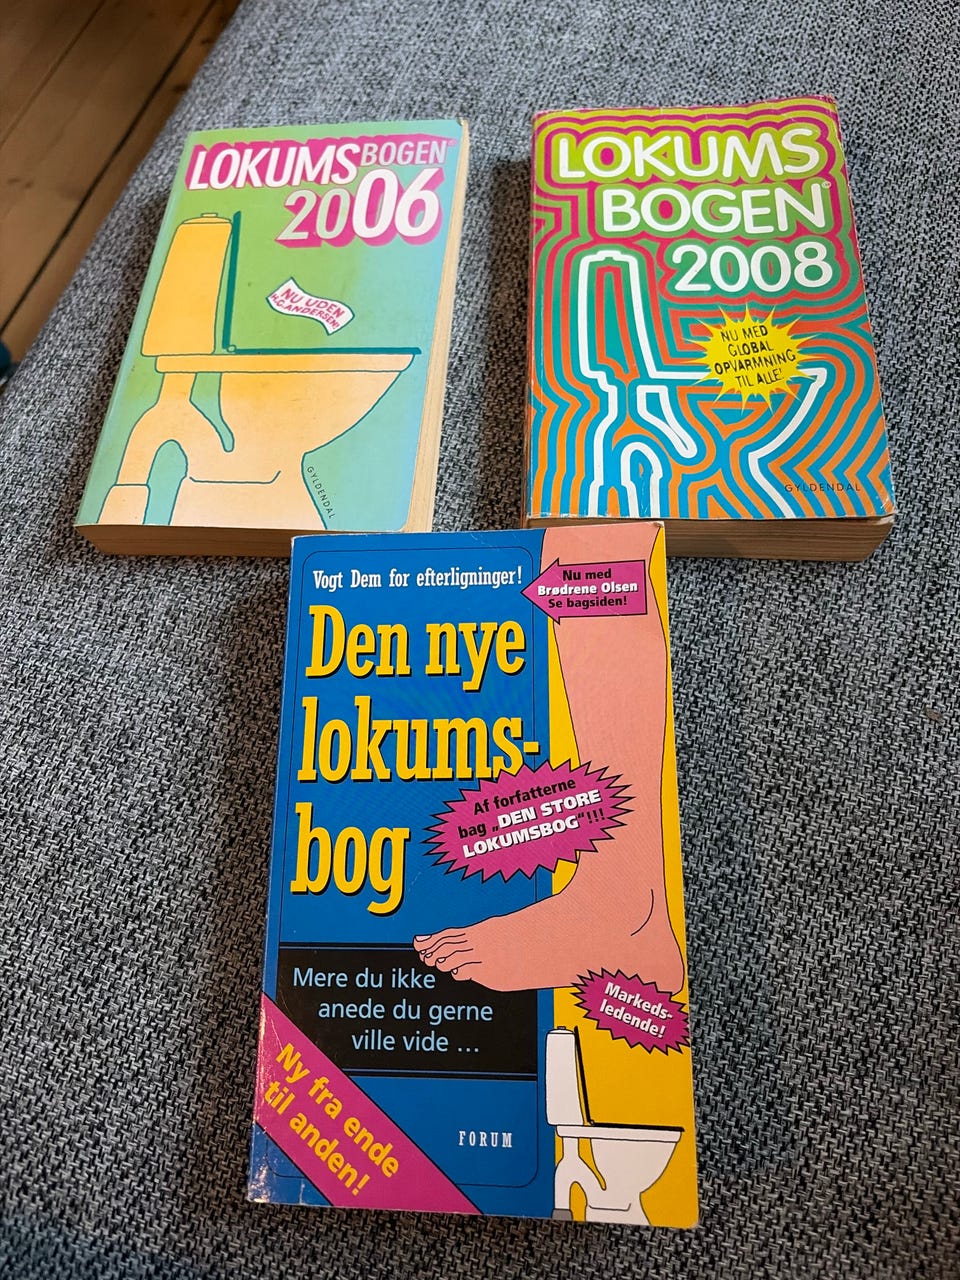 LOKUMSBOGEN®
2006
NU UDEN
H.C. ANDERSEN!
GYLDENDAL
LOKUMS
BOGEN®
2008
NU MED
GLOBAL
OPVARMNING
TIL ALLE!
GYLDENDAL
Vogt Dem for efterligninger!
Nu med
Brødrene Olsen
Se bagsiden!
Den nye
lokums-
bog
Af forfatterne
bag „DEN STORE
LOKUMSBOG"!!!
Mere du ikke
anede du gerne
ville vide ...
Markeds-
ledende!
Ny fra ende
til anden!
FORUM